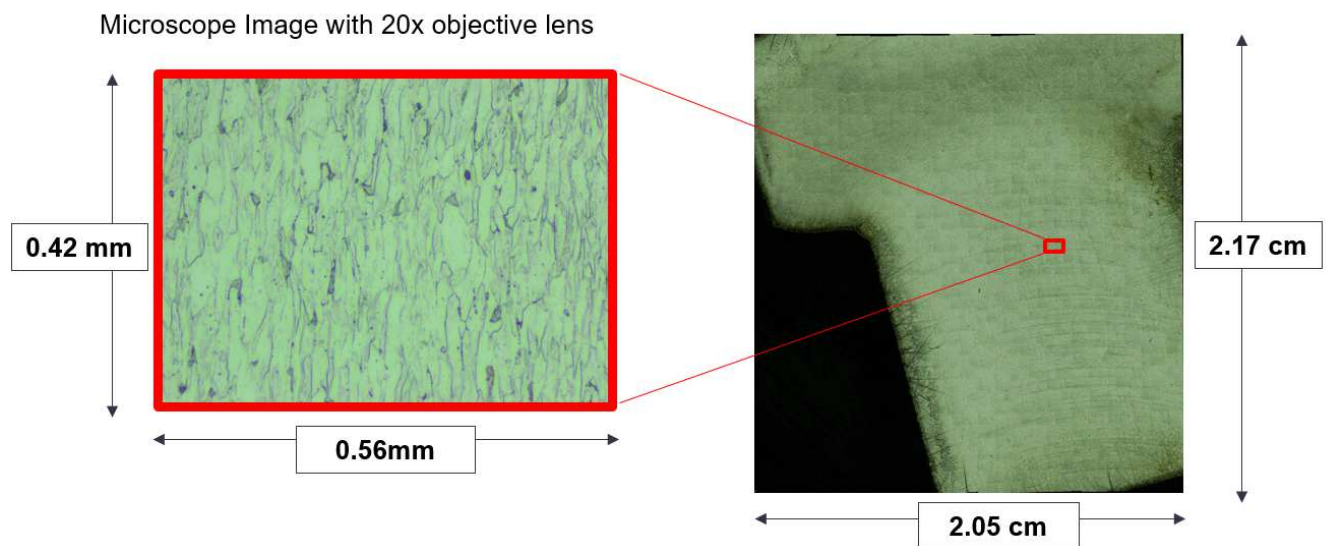 Microscope Image with 20x objective lens
0.42 mm
0.56mm
2.17 cm
2.05 cm